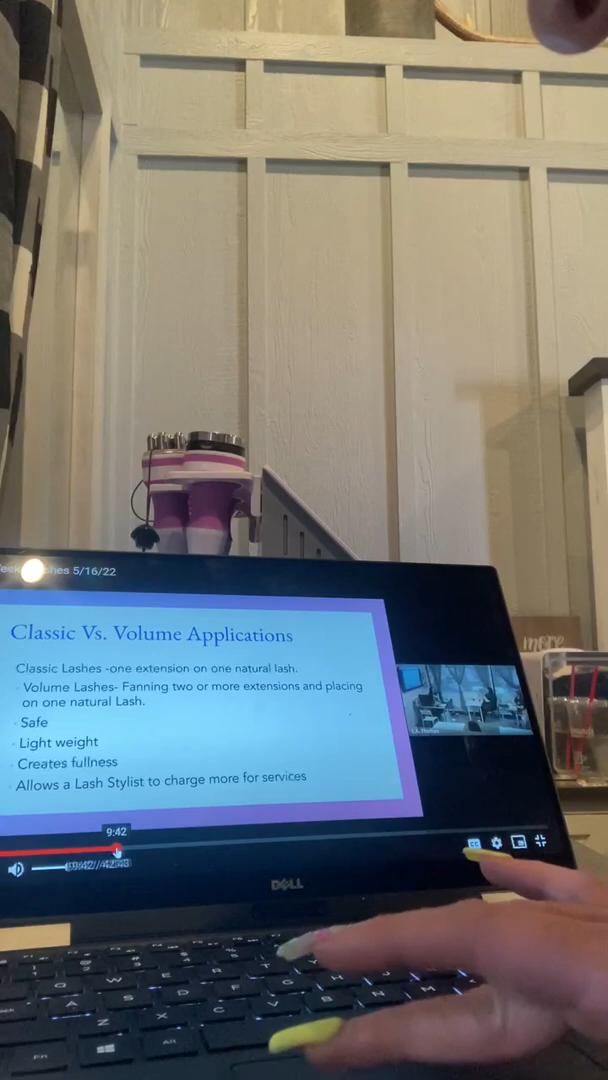 shes 5/16/22
Classic Vs. Volume Applications
Classic Lashes -one extension on one natural lash.
Volume Lashes- Fanning two or more extensions and placing
on one natural Lash.
Safe
Light weight
Creates fullness
Allows a Lash Stylist to charge more for services
9:42
DELL
more